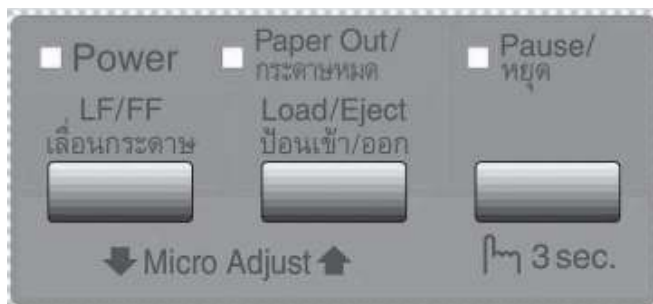 Power
Paper Out/
กระดาษหมด
Pause/
หยุด
LF/FF
เลื่อนกระดาษ
Load/Eject
ป้อนเข้า/ออก
Micro Adjust
3 sec.